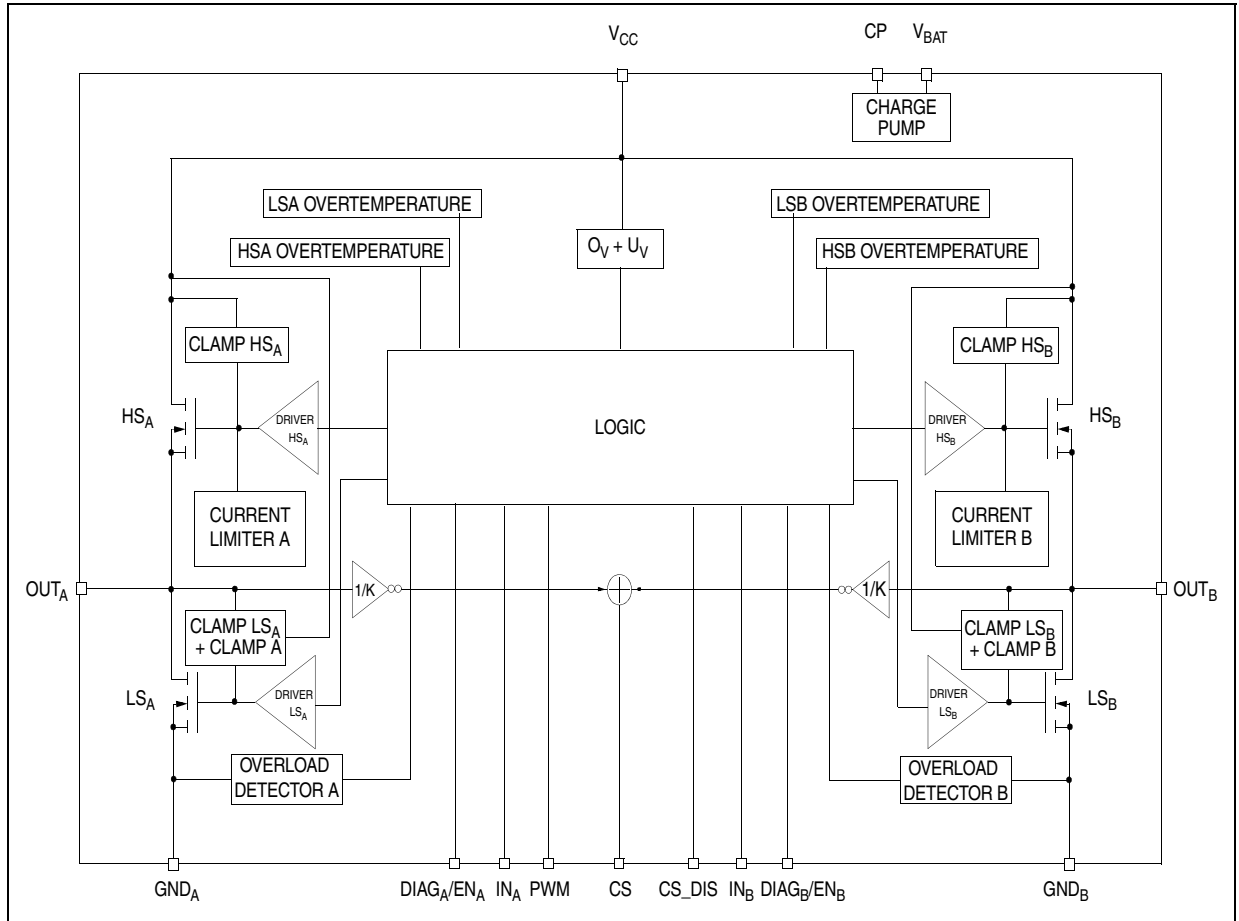 V_CC CP V_BAT
CHARGE
PUMP
LSA OVERTEMPERATURE
LSB OVERTEMPERATURE
HSA OVERTEMPERATURE
O_V + U_V
HSB OVERTEMPERATURE
CLAMP HS_A
CLAMP HS_B
HS_A
DRIVER
HS_A
LOGIC
DRIVER
HS_B
HS_B
CURRENT
LIMITER A
CURRENT
LIMITER B
OUT_A
1/K
1/K
OUT_B
CLAMP LS_A
+ CLAMP A
CLAMP LS_B
+ CLAMP B
LS_A
DRIVER
LS_A
DRIVER
LS_B
LS_B
OVERLOAD
DETECTOR A
OVERLOAD
DETECTOR B
GND_A DIAG_A/EN_A IN_A PWM CS CS_DIS IN_B DIAG_B/EN_B GND_B